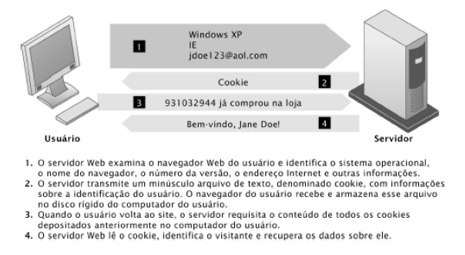 1
Windows XP
IE
jdoe123@aol.com
Cookie
2
3
931032944 já comprou na loja
Bem-vindo, Jane Doe!
4
Usuário
Servidor
1. O servidor Web examina o navegador Web do usuário e identifica o sistema operacional,
o nome do navegador, o número da versão, o endereço Internet e outras informações.
2. O servidor transmite um minúsculo arquivo de texto, denominado cookie, com informações
sobre a identificação do usuário. O navegador do usuário recebe e armazena esse arquivo
no disco rígido do computador do usuário.
3. Quando o usuário volta ao site, o servidor requisita o conteúdo de todos os cookies
depositados anteriormente no computador do usuário.
4. O servidor Web lê o cookie, identifica o visitante e recupera os dados sobre ele.